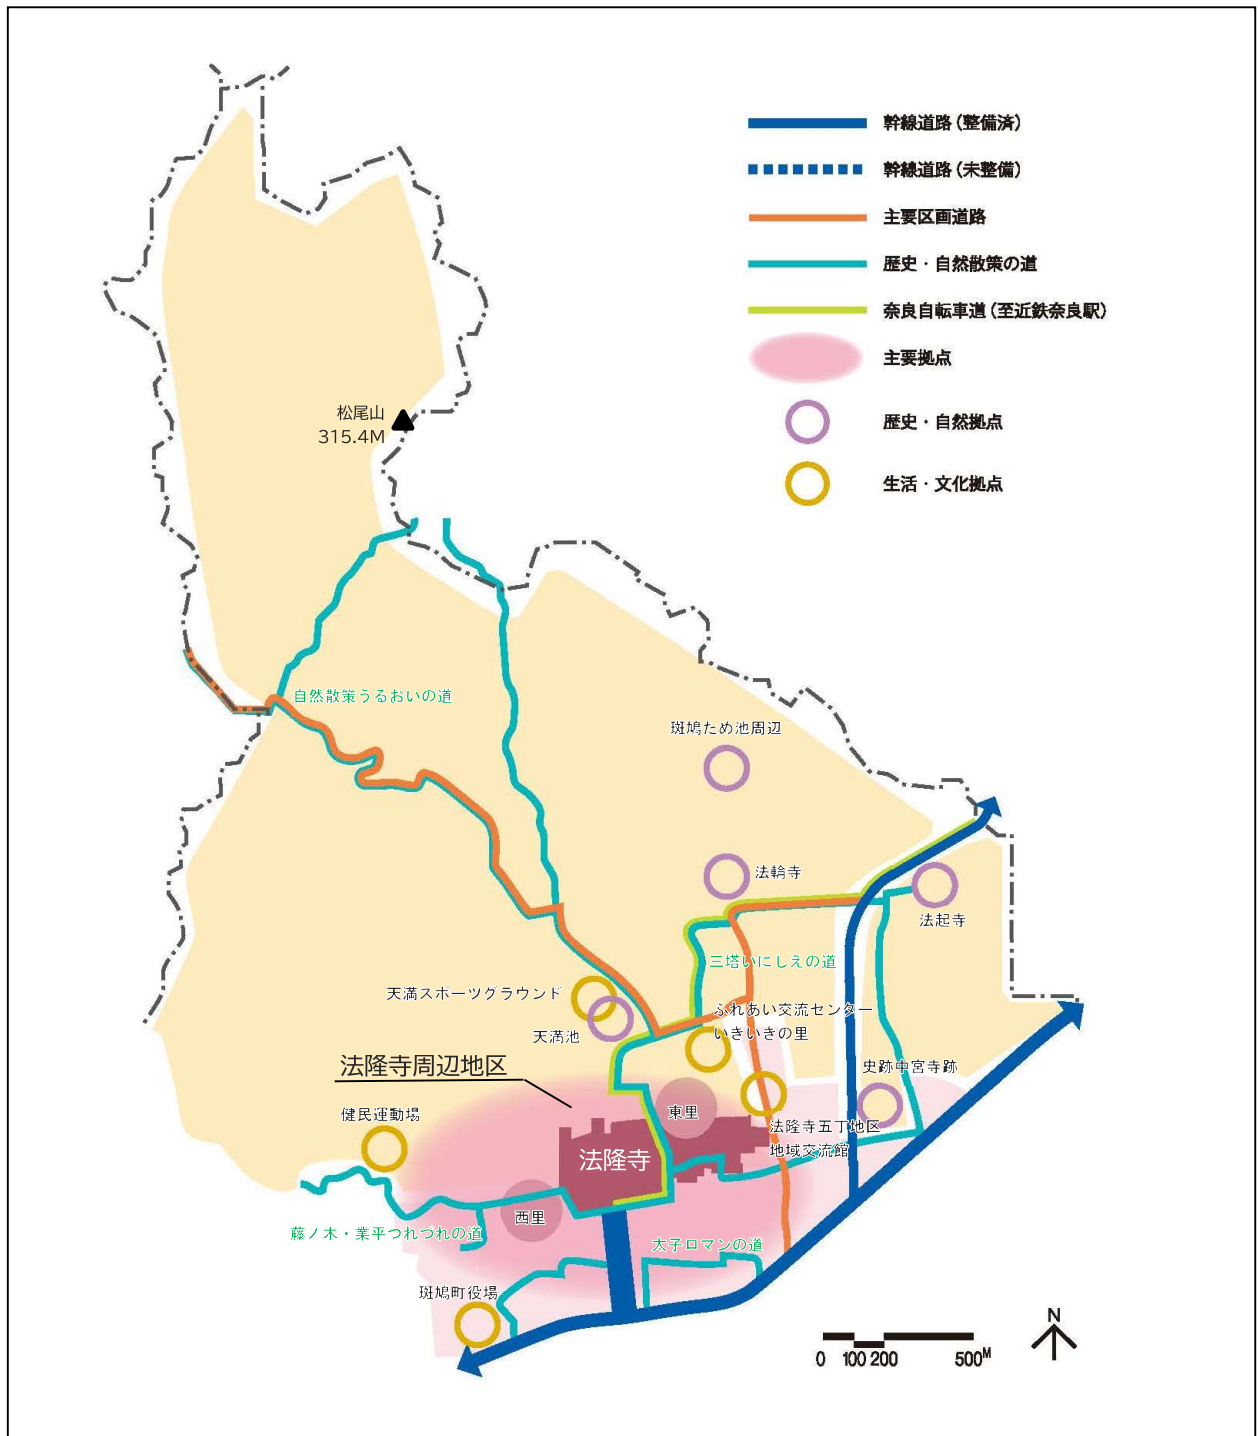 幹線道路（整備済）
幹線道路（未整備）
主要区画道路
歴史・自然散策の道
奈良自転車道（至近鉄奈良駅）
主要拠点
歴史・自然拠点
生活・文化拠点
松尾山
315.4M
自然散策うるおいの道
斑鳩ため池周辺
法輪寺
法起寺
三塔いにしえの道
天満スポーツグラウンド
ふれあい交流センター
いきいきの里
天満池
法隆寺周辺地区
史跡中宮寺跡
健民運動場
東里
法隆寺五丁地区
地域交流館
法隆寺
西里
藤ノ木・業平つれづれの道
太子ロマンの道
斑鳩町役場
N
0 100 200 500M